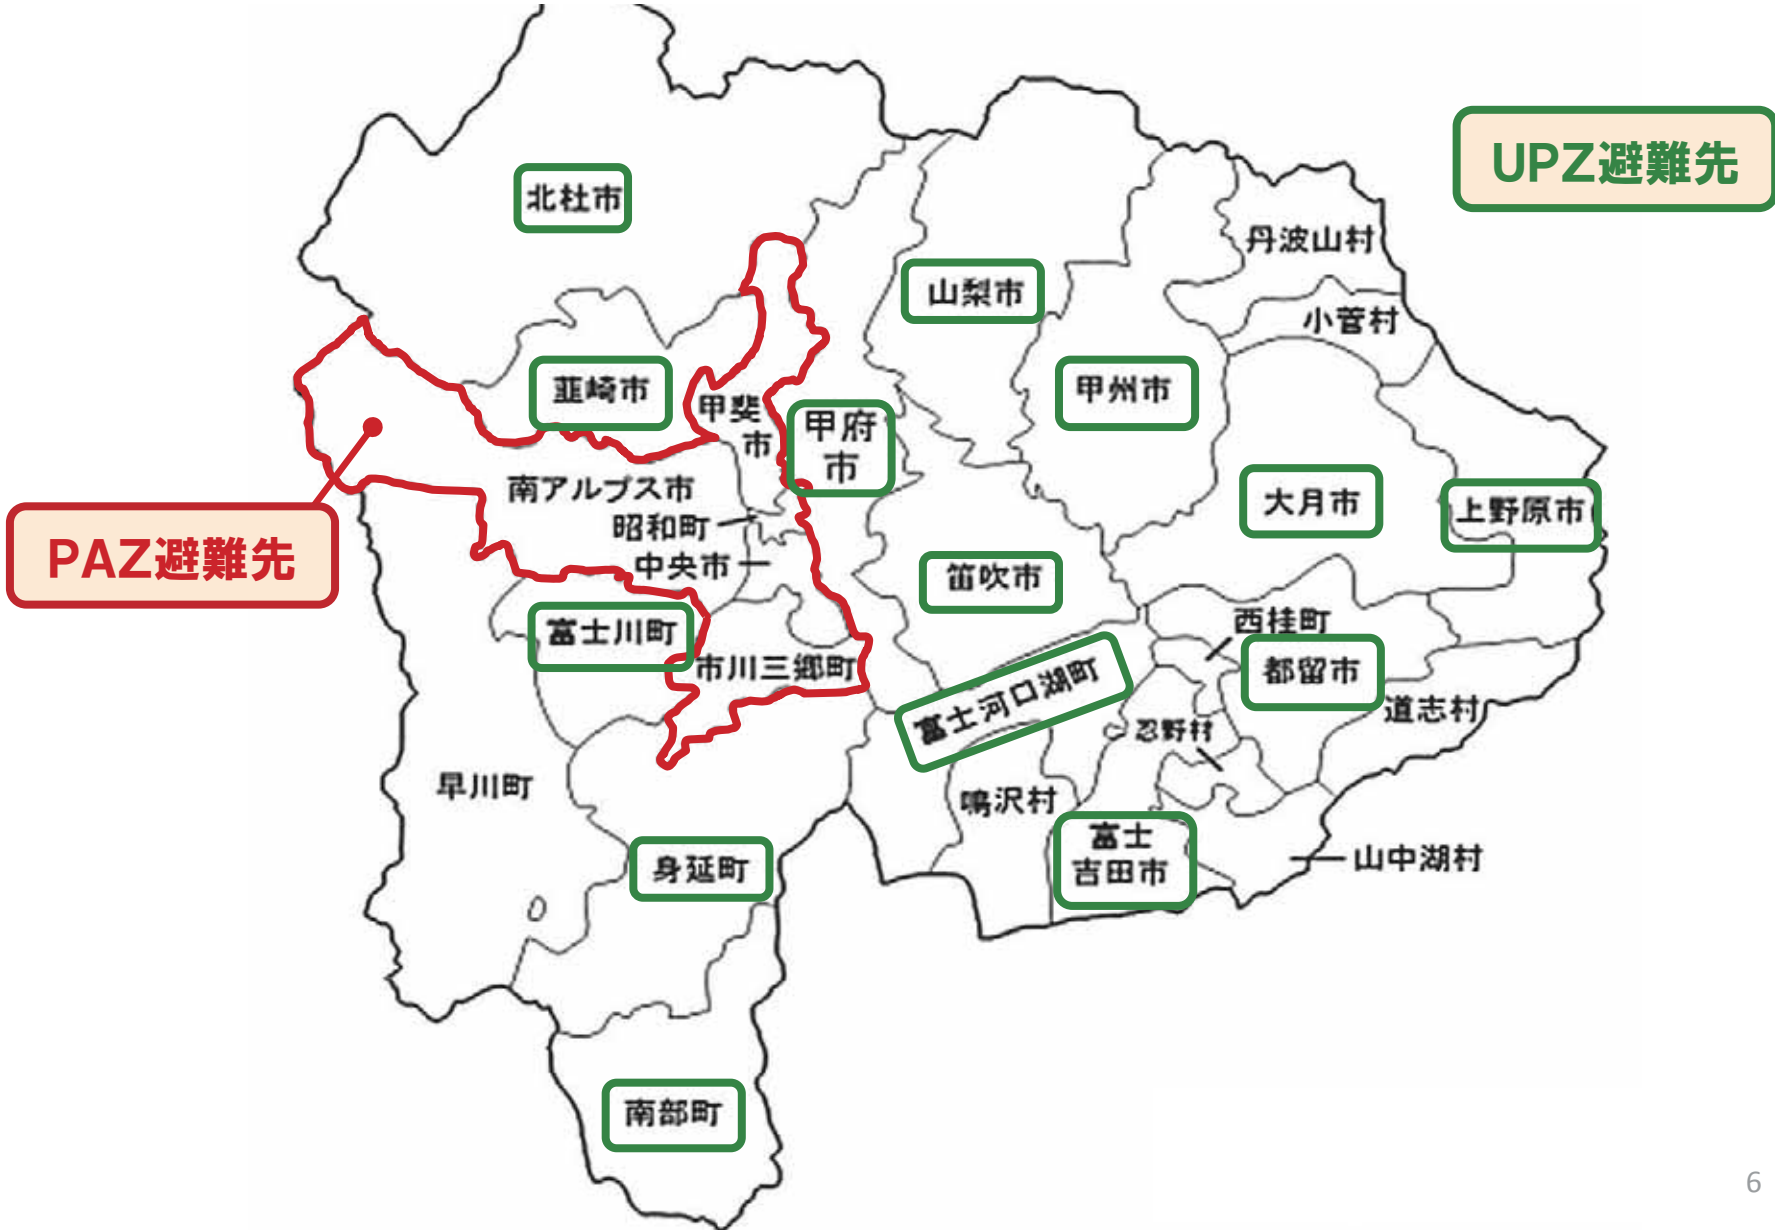 北杜市
UPZ避難先
丹波山村
山梨市
小菅村
韮崎市
甲州市
甲斐
市
甲府
市
南アルプス市
大月市
上野原市
昭和町
PAZ避難先
中央市
笛吹市
西桂町
富士川町
市川三郷町
都留市
富士河口湖町
道志村
忍野村
早川町
鳴沢村
富士
吉田市
山中湖村
身延町
南部町
6